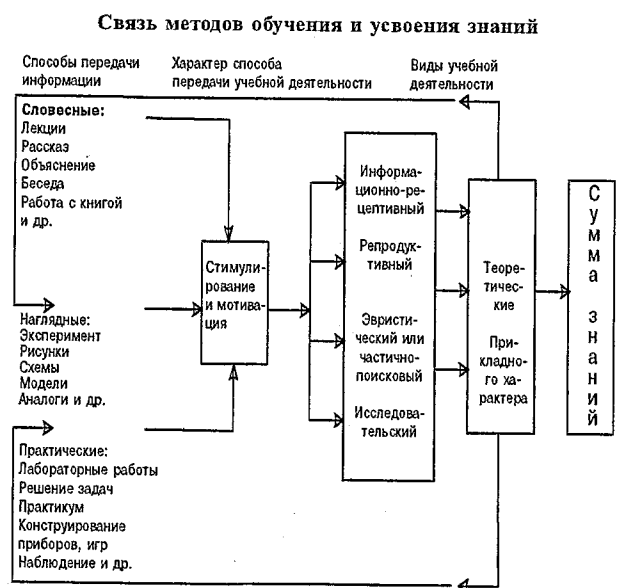 Связь методов обучения и усвоения знаний
Способы передачи
информации
Характер способа
передачи учебной деятельности
Виды учебной
деятельности
Словесные:
Лекции
Рассказ
Объяснение
Беседа
Работа с книгой
и др.
Наглядные:
Эксперимент
Рисунки
Схемы
Модели
Аналоги и др.
Практические:
Лабораторные работы
Решение задач
Практикум
Конструирование
приборов, игр
Наблюдение и др.
Стимули-
рование
и мотива-
ция
Информа-
ционно-ре-
цептивный
Репродук-
тивный
Эвристи-
ческий или
частично-
поисковый
Исследова-
тельский
Теоре-
тические
При-
кладно-
го ха-
рактера
Сумма знаний